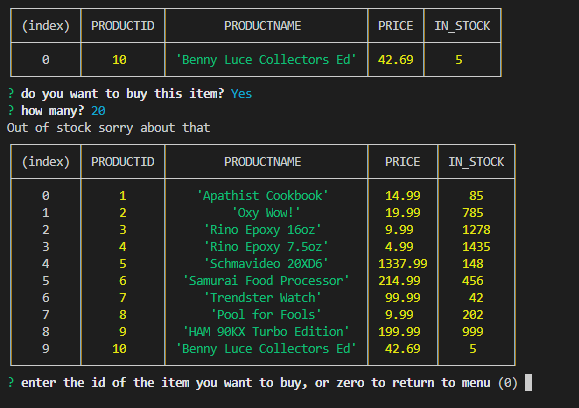 (index) PRODUCTID PRODUCTNAME PRICE IN_STOCK
0 10 'Benny Luce Collectors Ed' 42.69 5
? do you want to buy this item? Yes
? how many? 20
Out of stock sorry about that
(index) PRODUCTID PRODUCTNAME PRICE IN_STOCK
0 1 'Apathist Cookbook' 14.99 85
1 2 'Oxy Wow!' 19.99 785
2 3 'Rino Epoxy 16oz' 9.99 1278
3 4 'Rino Epoxy 7.5oz' 4.99 1435
4 5 'Schmavideo 20XD6' 1337.99 148
5 6 'Samurai Food Processor' 214.99 456
6 7 'Trendster Watch' 99.99 42
7 8 'Pool for Fools' 9.99 202
8 9 'HAM 90KX Turbo Edition' 199.99 999
9 10 'Benny Luce Collectors Ed' 42.69 5
? enter the id of the item you want to buy, or zero to return to menu (0)